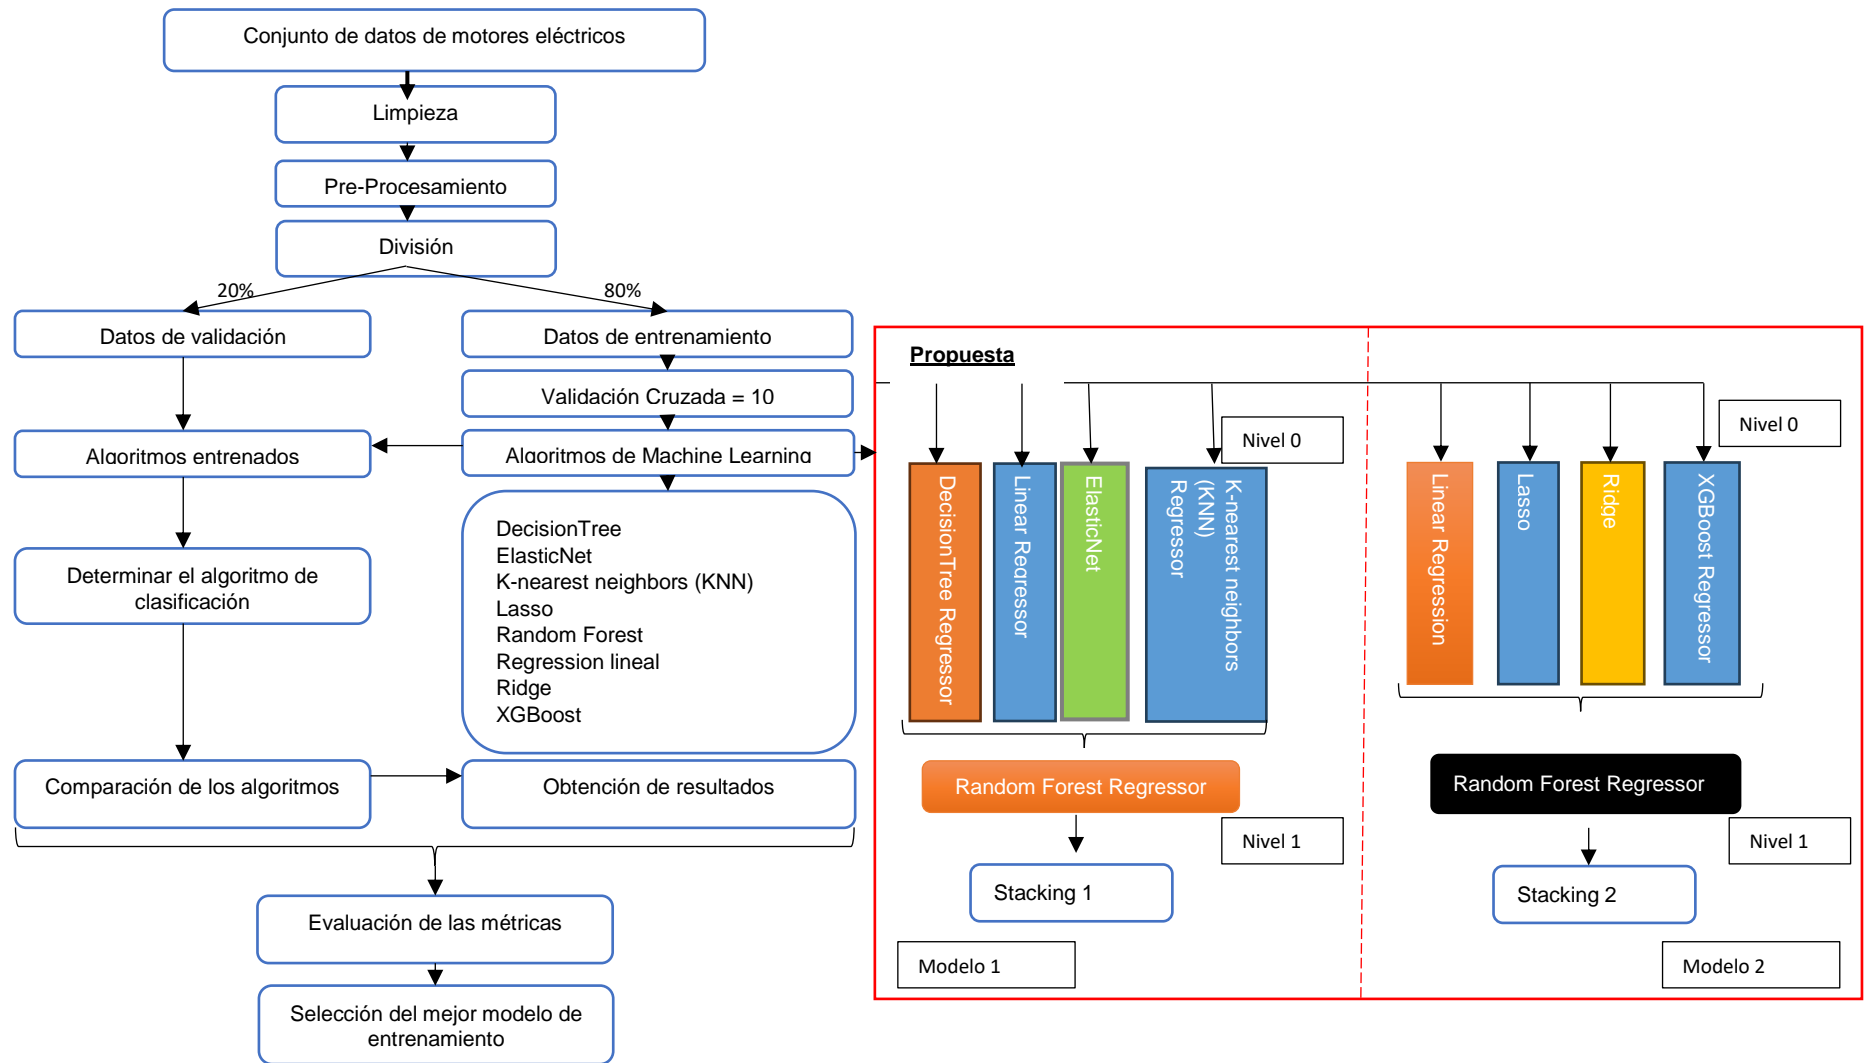 Conjunto de datos de motores eléctricos
Limpieza
Pre-Procesamiento
División
20%
80%
Datos de validación
Datos de entrenamiento
Validación Cruzada = 10
Algoritmos entrenados
Algoritmos de Machine Learning
DecisionTree
ElasticNet
K-nearest neighbors (KNN)
Lasso
Random Forest
Regression lineal
Ridge
XGBoost
Determinar el algoritmo de
clasificación
Comparación de los algoritmos
Obtención de resultados
Evaluación de las métricas
Selección del mejor modelo de
entrenamiento
Propuesta
Nivel 0
DecisionTree Regressor
Linear Regressor
ElasticNet
K-nearest neighbors
(KNN)
Regressor
Random Forest Regressor
Nivel 1
Stacking 1
Modelo 1
Nivel 0
Linear Regression
Lasso
Ridge
XGBoost Regressor
Random Forest Regressor
Nivel 1
Stacking 2
Modelo 2